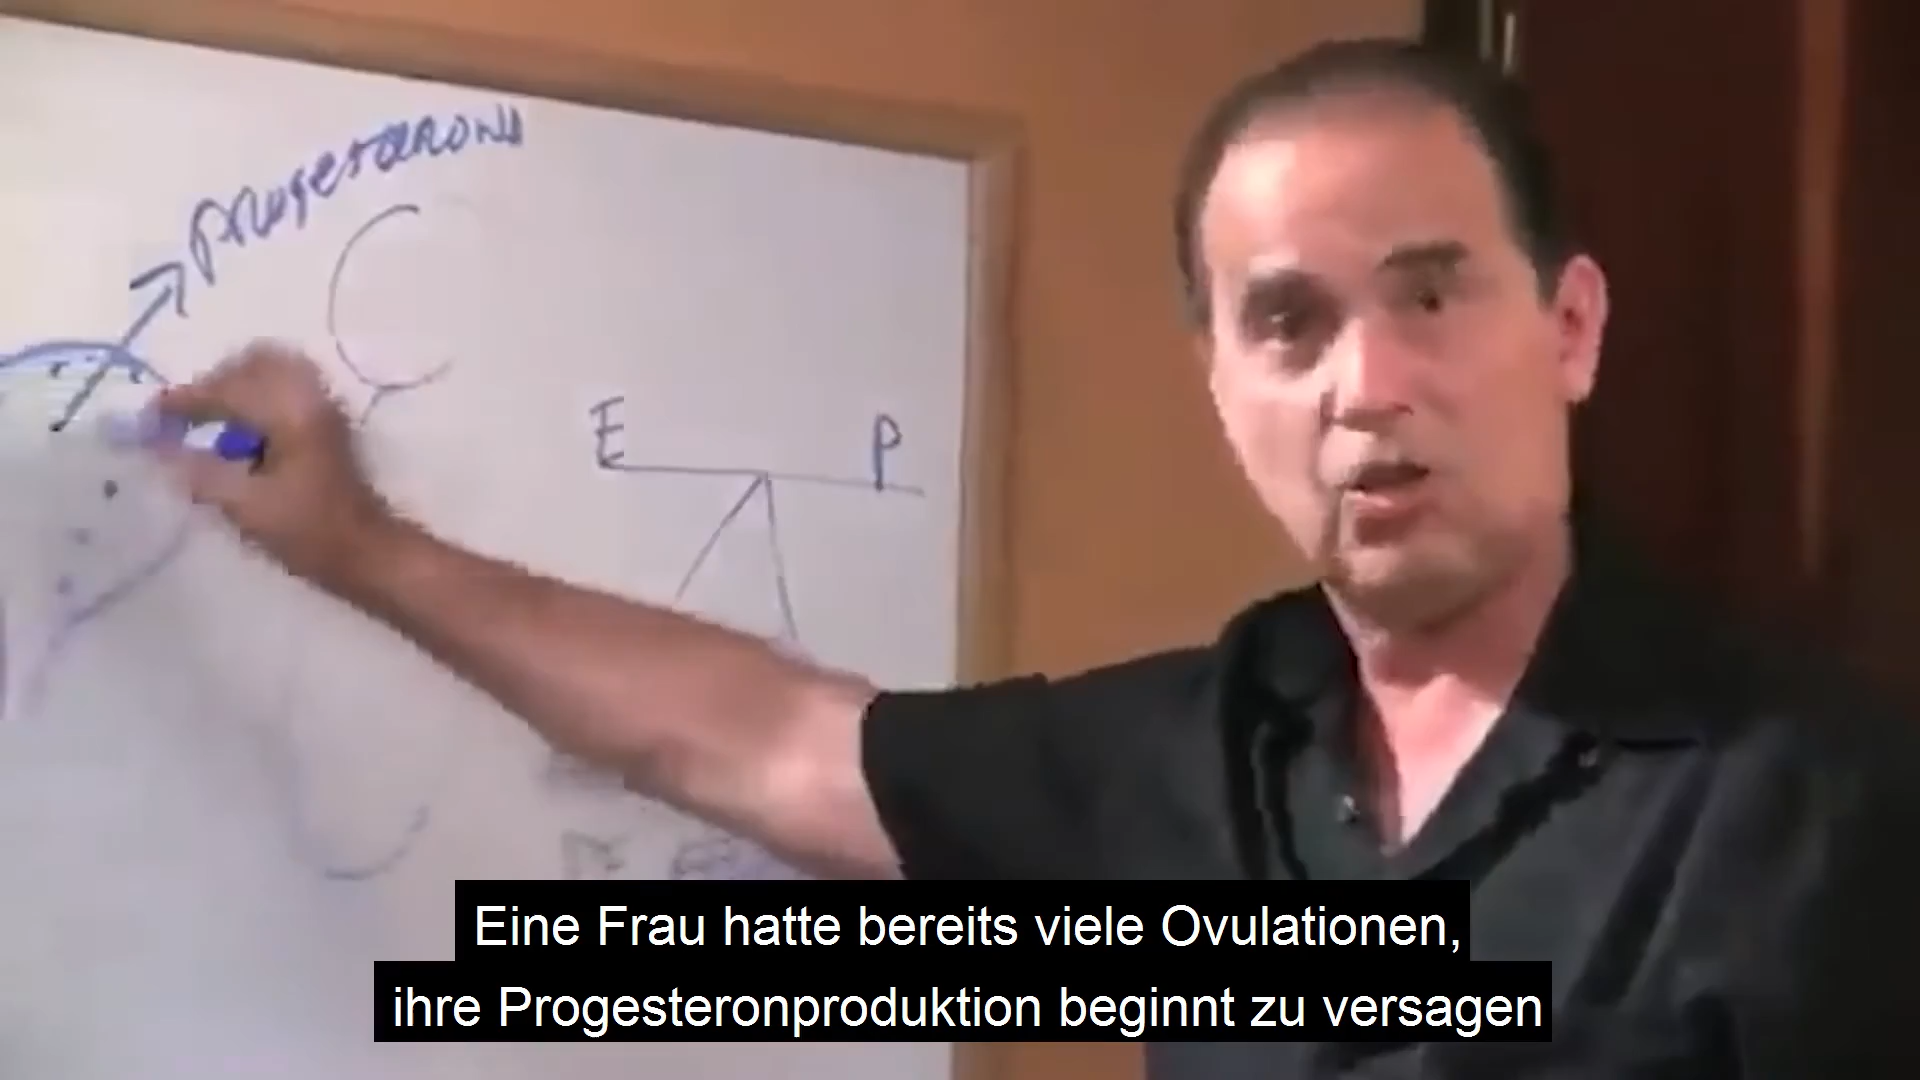 Progesterone
E P
Eine Frau hatte bereits viele Ovulationen,
ihre Progesteronproduktion beginnt zu versagen